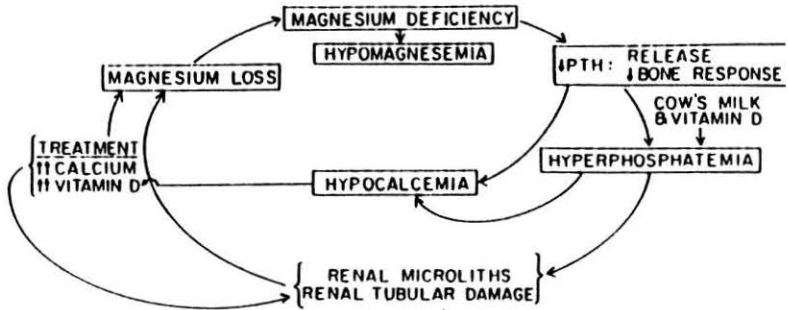 MAGNESIUM DEFICIENCY
HYPOMAGNESEMIA
MAGNESIUM LOSS
↓PTH: RELEASE
↓ BONE RESPONSE
COW'S MILK
& VITAMIN D
TREATMENT
↑↑ CALCIUM
↑↑ VITAMIN D
HYPERPHOSPHATEMIA
HYPOCALCEMIA
RENAL MICROLITHS
RENAL TUBULAR DAMAGE